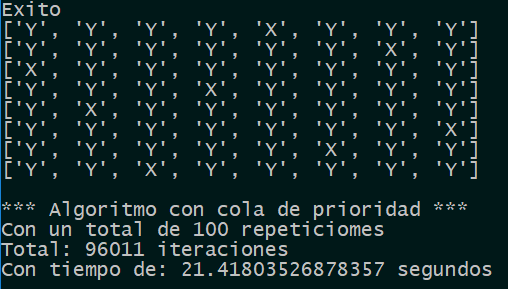 Exito
['Y', 'Y', 'Y', 'Y', 'X', 'Y', 'Y', 'Y']
['Y', 'Y', 'Y', 'Y', 'Y', 'Y', 'X', 'Y']
['X', 'Y', 'Y', 'Y', 'Y', 'Y', 'Y', 'Y']
['Y', 'Y', 'Y', 'X', 'Y', 'Y', 'Y', 'Y']
['Y', 'X', 'Y', 'Y', 'Y', 'Y', 'Y', 'Y']
['Y', 'Y', 'Y', 'Y', 'Y', 'Y', 'Y', 'X']
['Y', 'Y', 'Y', 'Y', 'Y', 'X', 'Y', 'Y']
['Y', 'Y', 'X', 'Y', 'Y', 'Y', 'Y', 'Y']
*** Algoritmo con cola de prioridad ***
Con un total de 100 repeticiomes
Total: 96011 iteraciones
Con tiempo de: 21.41803526878357 segundos